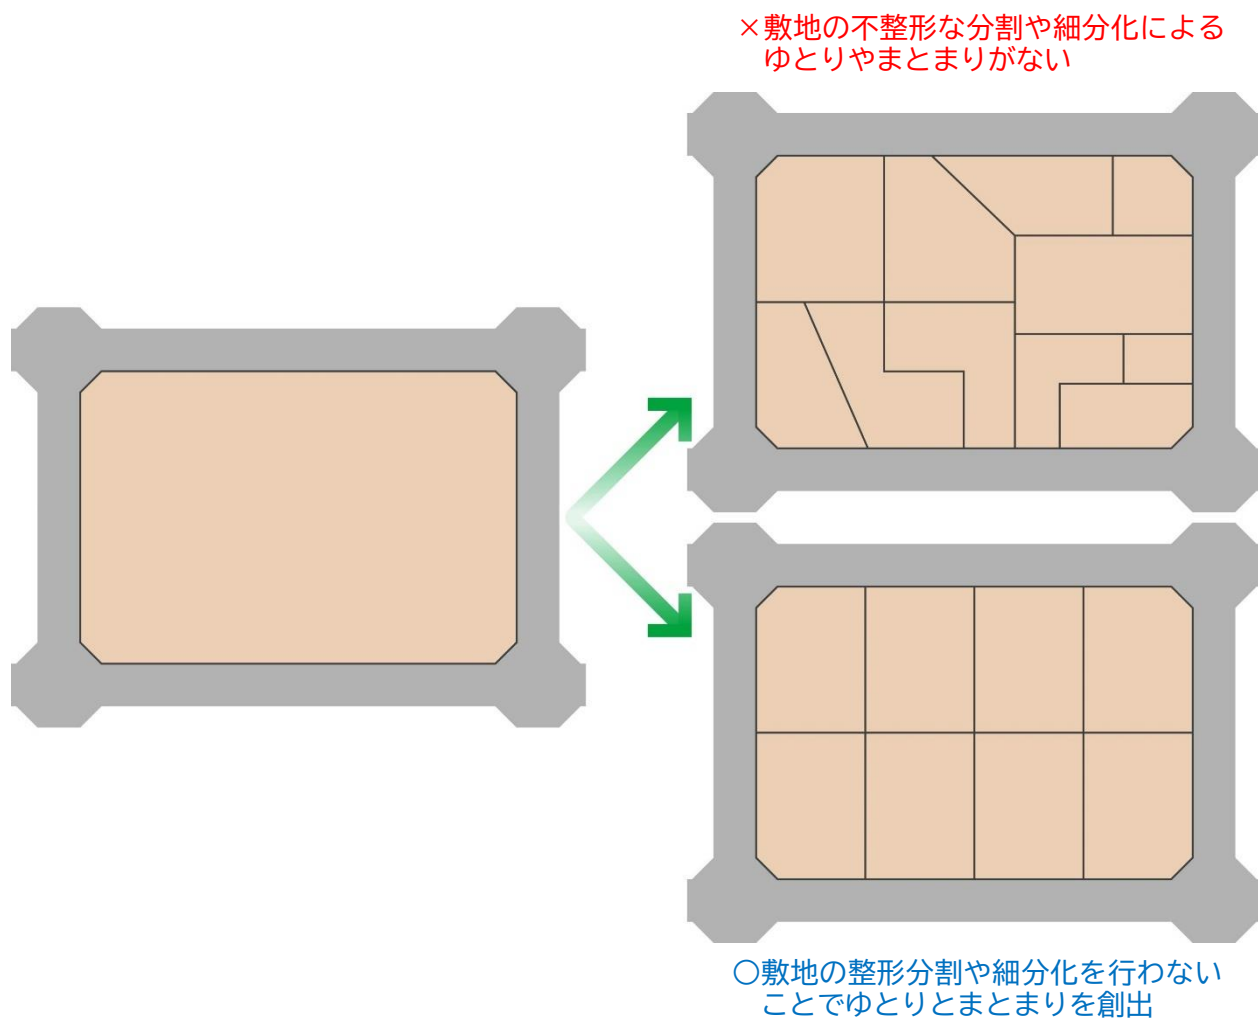 ×敷地の不整形な分割や細分化による
ゆとりやまとまりがない
〇敷地の整形分割や細分化を行わない
ことでゆとりとまとまりを創出